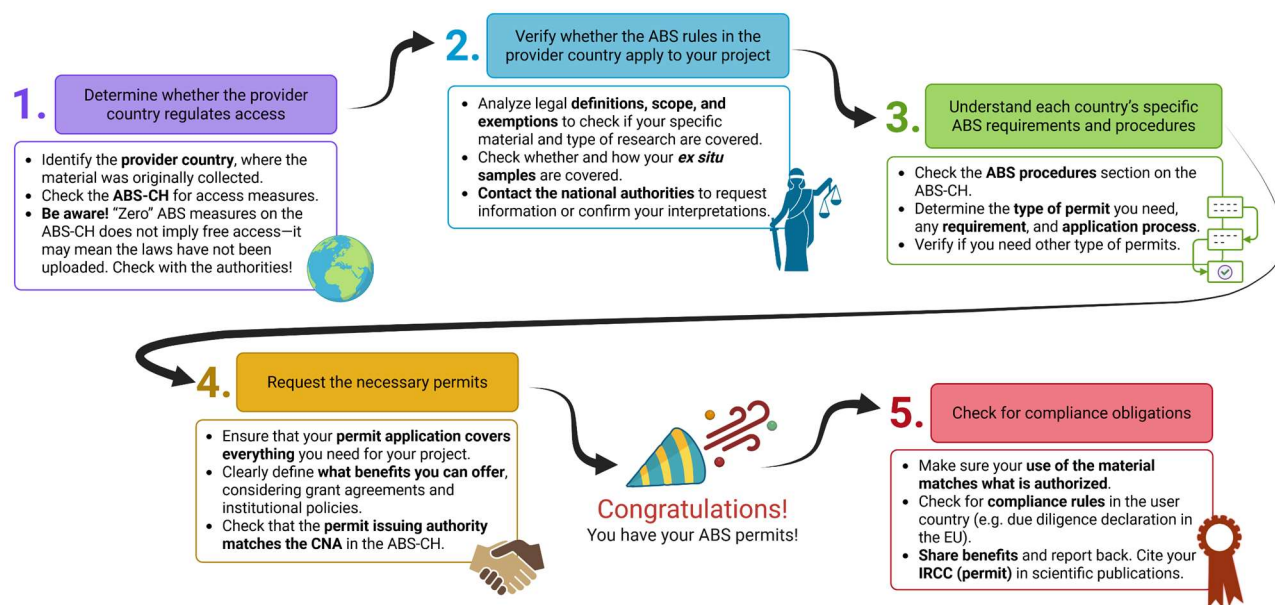 1.
Determine whether the provider
country regulates access
• Identify the provider country, where the
material was originally collected.
• Check the ABS-CH for access measures.
• Be aware! “Zero” ABS measures on the
ABS-CH does not imply free access—it
may mean the laws have not been
uploaded. Check with the authorities!
2.
Verify whether the ABS rules in the
provider country apply to your project
• Analyze legal definitions, scope, and
exemptions to check if your specific
material and type of research are covered.
• Check whether and how your ex situ
samples are covered.
• Contact the national authorities to request
information or confirm your interpretations.
3.
Understand each country’s specific
ABS requirements and procedures
• Check the ABS procedures section on the
ABS-CH.
• Determine the type of permit you need,
any requirement, and application process.
• Verify if you need other type of permits.
4.
Request the necessary permits
• Ensure that your permit application covers
everything you need for your project.
• Clearly define what benefits you can offer,
considering grant agreements and
institutional policies.
• Check that the permit issuing authority
matches the CNA in the ABS-CH.
Congratulations!
You have your ABS permits!
5.
Check for compliance obligations
• Make sure your use of the material
matches what is authorized.
• Check for compliance rules in the user
country (e.g. due diligence declaration in
the EU).
• Share benefits and report back. Cite your
IRCC (permit) in scientific publications.